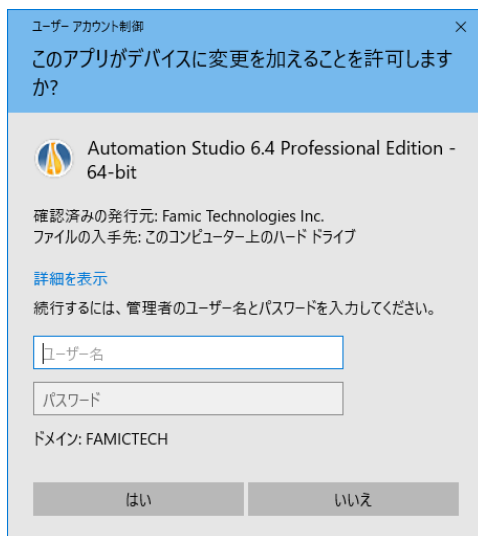 ユーザー アカウント制御
このアプリがデバイスに変更を加えることを許可します
か?
Automation Studio 6.4 Professional Edition -
64-bit
確認済みの発行元: Famic Technologies Inc.
ファイルの入手先: このコンピューター上のハード ドライブ
詳細を表示
続行するには、管理者のユーザー名とパスワードを入力してください。
ユーザー名
パスワード
ドメイン: FAMICTECH
はい いいえ